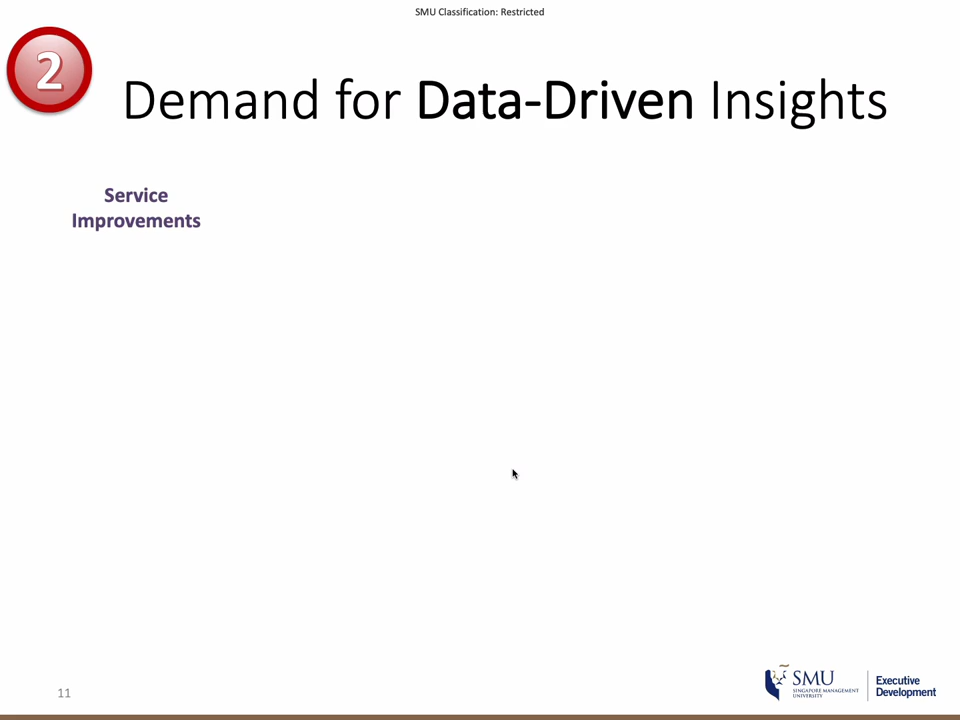 SMU Classification: Restricted
2
Demand for Data-Driven Insights
Service
Improvements
11
SMU
SINGAPORE MANAGEMENT
UNIVERSITY
Executive
Development